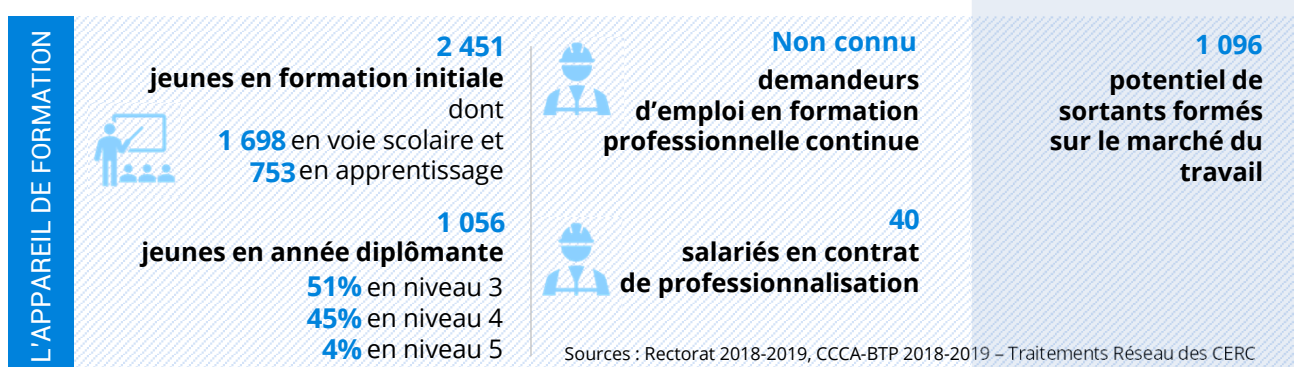 L'APPAREIL DE FORMATION
2 451
jeunes en formation initiale
dont
1 698 en voie scolaire et
753 en apprentissage
1 056
jeunes en année diplômante
51% en niveau 3
45% en niveau 4
4% en niveau 5
Non connu
demandeurs
d’emploi en formation
professionnelle continue
40
salariés en contrat
de professionnalisation
1 096
potentiel de
sortants formés
sur le marché du
travail
Sources : Rectorat 2018-2019, CCCA-BTP 2018-2019 – Traitements Réseau des CERC